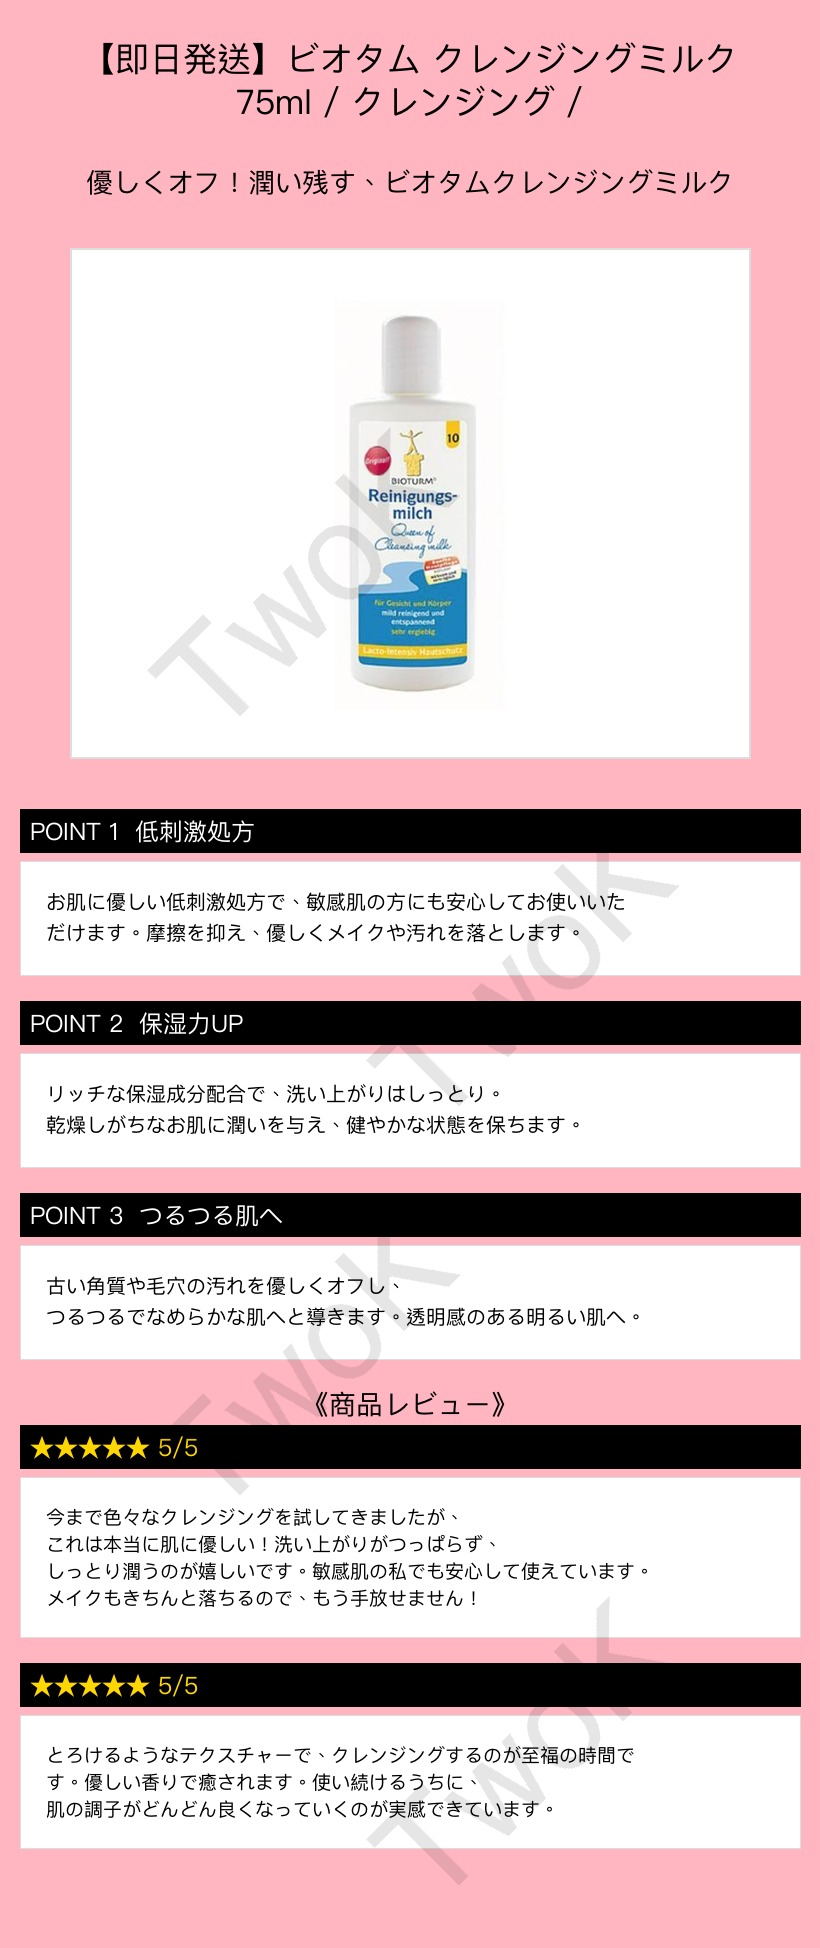 【即日発送】ビオタム クレンジングミルク
75ml / クレンジング /
優しくオフ！潤い残す、ビオタムクレンジングミルク
Original!
10
BIOTURM®
Reinigungs-
milch
Queen of
Cleansing milk
für Gesicht und Körper
mild reinigend und
entspannend
sehr ergiebig
Lacto-Intensiv Hautschutz
TwoK
POINT 1 低刺激処方
お肌に優しい低刺激処方で、敏感肌の方にも安心してお使いいた
だけます。摩擦を抑え、優しくメイクや汚れを落とします。
TwoK
POINT 2 保湿力UP
リッチな保湿成分配合で、洗い上がりはしっとり。
乾燥しがちなお肌に潤いを与え、健やかな状態を保ちます。
POINT 3 つるつる肌へ
古い角質や毛穴の汚れを優しくオフし、
つるつるでなめらかな肌へと導きます。透明感のある明るい肌へ。
TwoK
《商品レビュー》
★★★★★ 5/5
今まで色々なクレンジングを試してきましたが、
これは本当に肌に優しい！洗い上がりがつっぱらず、
しっとり潤うのが嬉しいです。敏感肌の私でも安心して使えています。
メイクもきちんと落ちるので、もう手放せません！
★★★★★ 5/5
とろけるようなテクスチャーで、クレンジングするのが至福の時間で
す。優しい香りで癒されます。使い続けるうちに、
肌の調子がどんどん良くなっていくのが実感できています。
TwoK